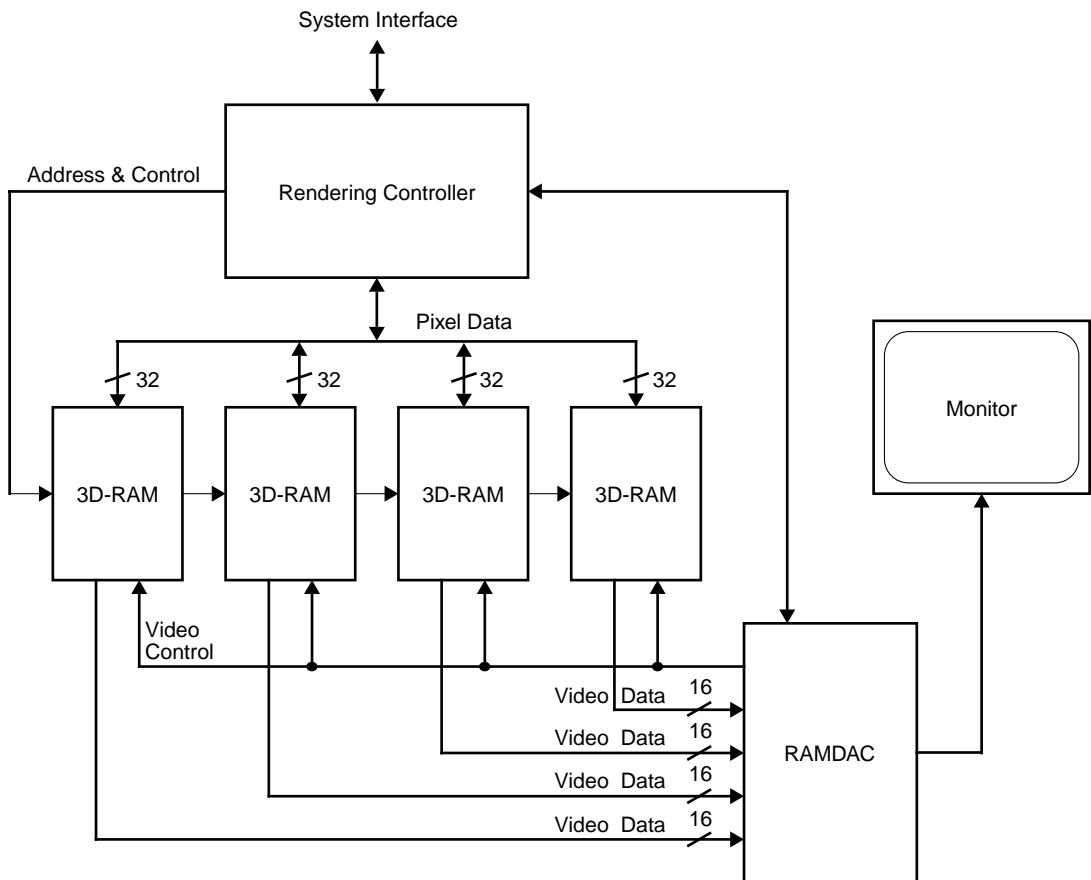 System Interface
Address & Control
Rendering Controller
Pixel Data
32
32
32
32
Monitor
3D-RAM
3D-RAM
3D-RAM
3D-RAM
Video
Control
Video Data
16
Video Data
16
RAMDAC
Video Data
16
Video Data
16